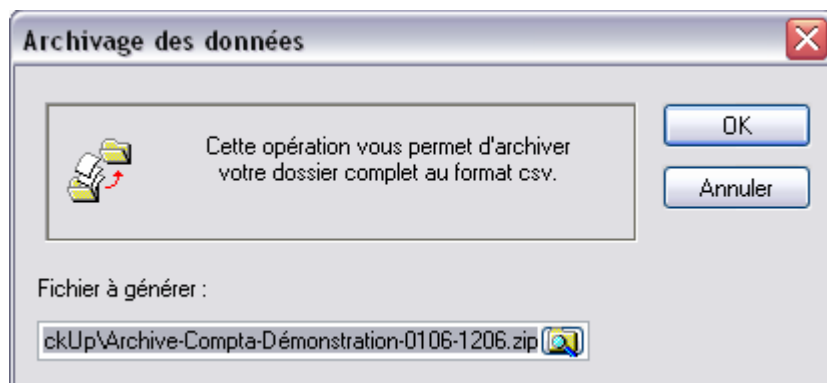 Archivage des données
Cette opération vous permet d'archiver
votre dossier complet au format csv.
OK
Annuler
Fichier à générer :
ckUp\Archive-Compta-Démonstration-0106-1206.zip